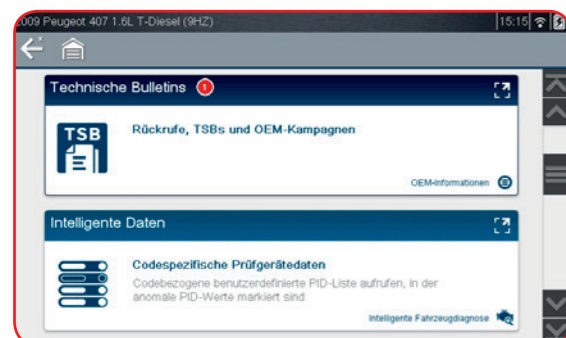 2009 Peugeot 407 1.6L T-Diesel (9HZ) 15:15
Technische Bulletins 1
TSB
Rückrufe, TSBs und OEM-Kampagnen
OEM-Informationen
Intelligente Daten
Codespezifische Prüfgerätedaten
Codebezogene benutzerdefinierte PID-Liste aufrufen, in der
anomale PID-Werte markiert sind
Intelligente Fahrzeugdiagnose